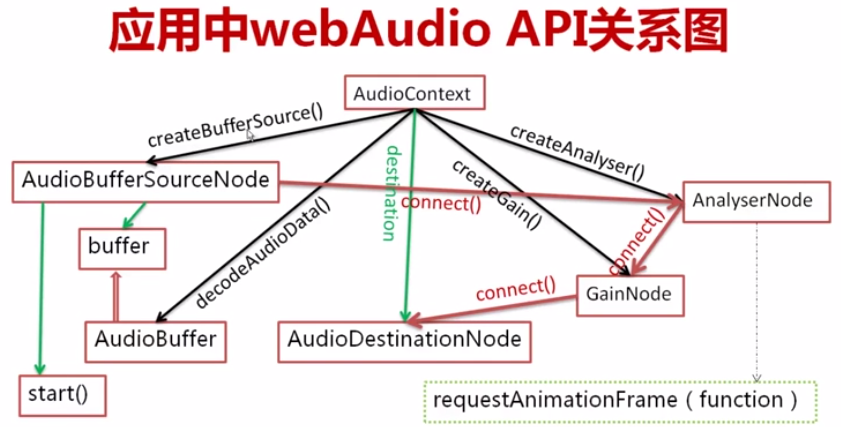 应用中webAudio API关系图
AudioContext
createBufferSource()
createAnalyser()
destination
createGain()
decodeAudioData()
AudioBufferSourceNode
connect()
AnalyserNode
connect()
buffer
connect()
GainNode
AudioBuffer
AudioDestinationNode
start()
requestAnimationFrame ( function )